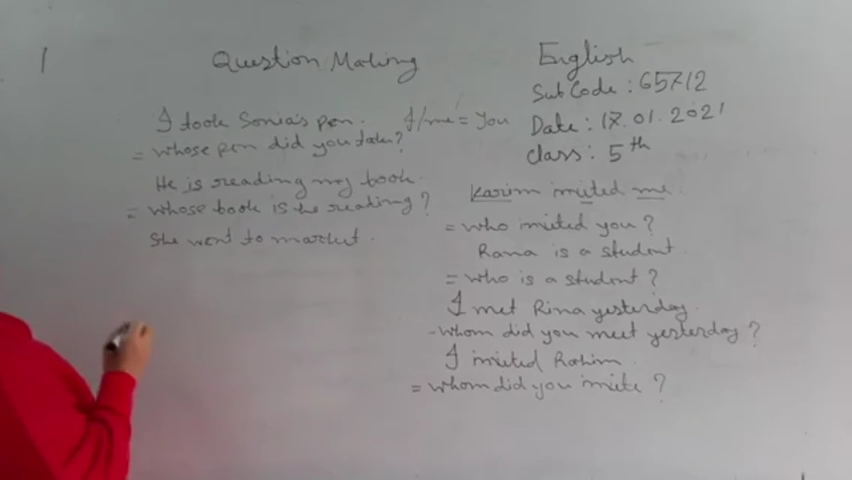 1
Question Making
English
Sub Code : 65712
Date : 17.01.2021
Class : 5th
I took Sonia's pen. I/me = You
= whose pen did you take?
He is reading my book.
= whose book is he reading?
She went to market.
Karim invited me.
= who invited you?
Rana is a student
= who is a student?
I met Rina yesterday.
- whom did you meet yesterday?
I invited Rahim
= whom did you invite?